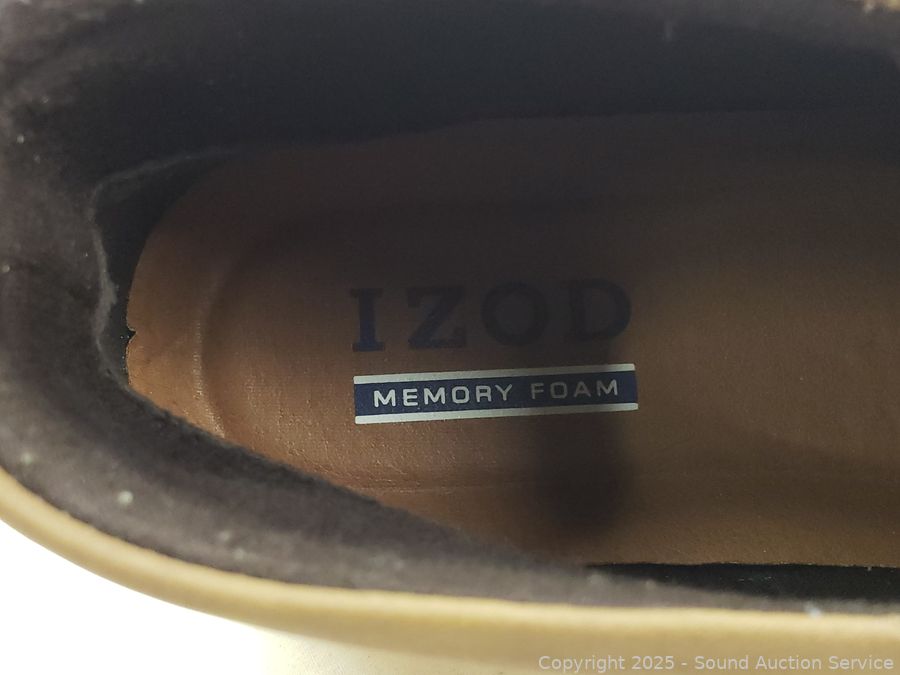 IZOD
MEMORY FOAM
Copyright 2025 - Sound Auction Service